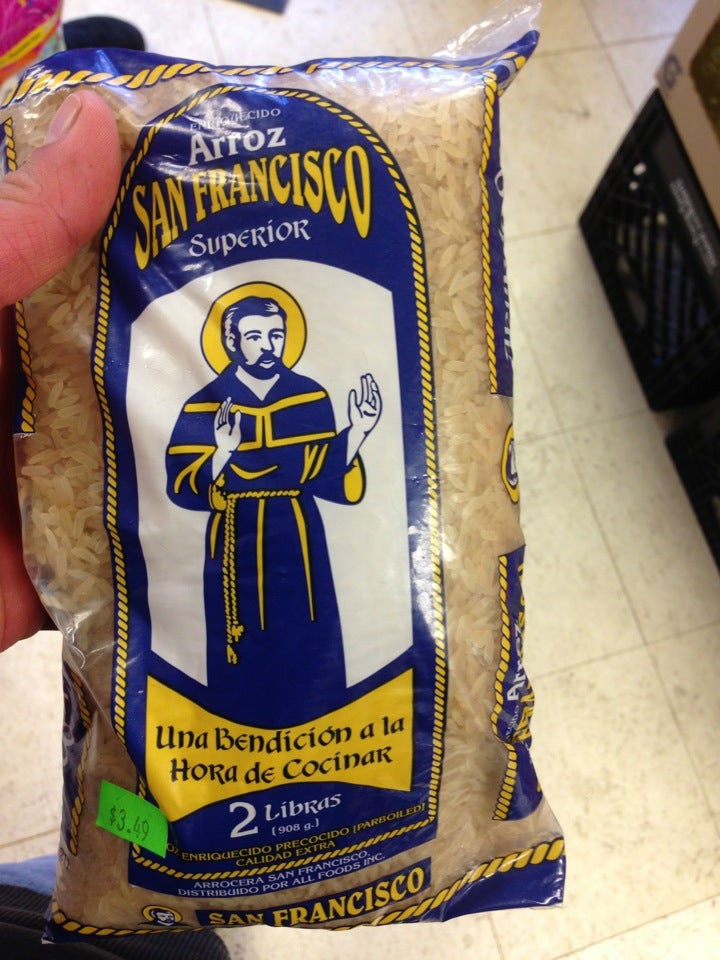 ENRIQUECIDO
Arroz
SAN FRANCISCO
Superior
Una Bendición a la
Hora de Cocinar
2 Libras
(908 g.)
$3.49
ENRIQUECIDO PRECOCIDO [PARBOILED]
CALIDAD EXTRA
ARROCERA SAN FRANCISCO.
DISTRIBUIDO POR ALL FOODS INC.
SAN FRANCISCO
Arroz